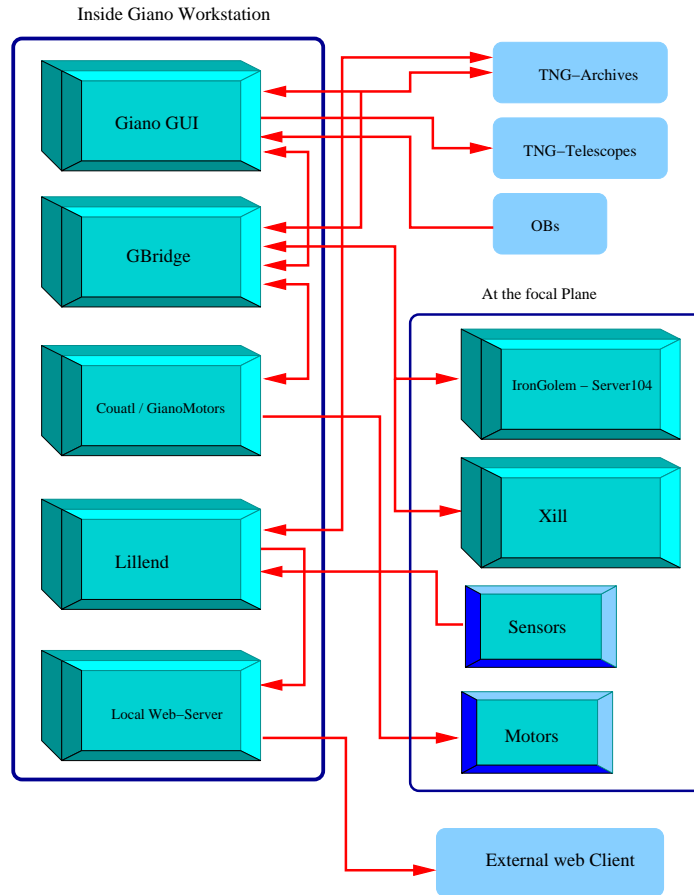 Inside Giano Workstation
Giano GUI
GBridge
Couatl / GianoMotors
Lillend
Local Web–Server
TNG–Archives
TNG–Telescopes
OBs
At the focal Plane
IronGolem – Server104
Xill
Sensors
Motors
External web Client